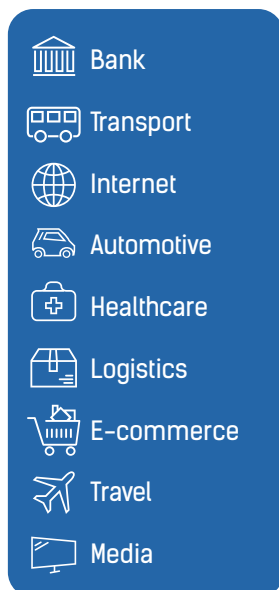 Bank
Transport
Internet
Automotive
Healthcare
Logistics
E-commerce
Travel
Media